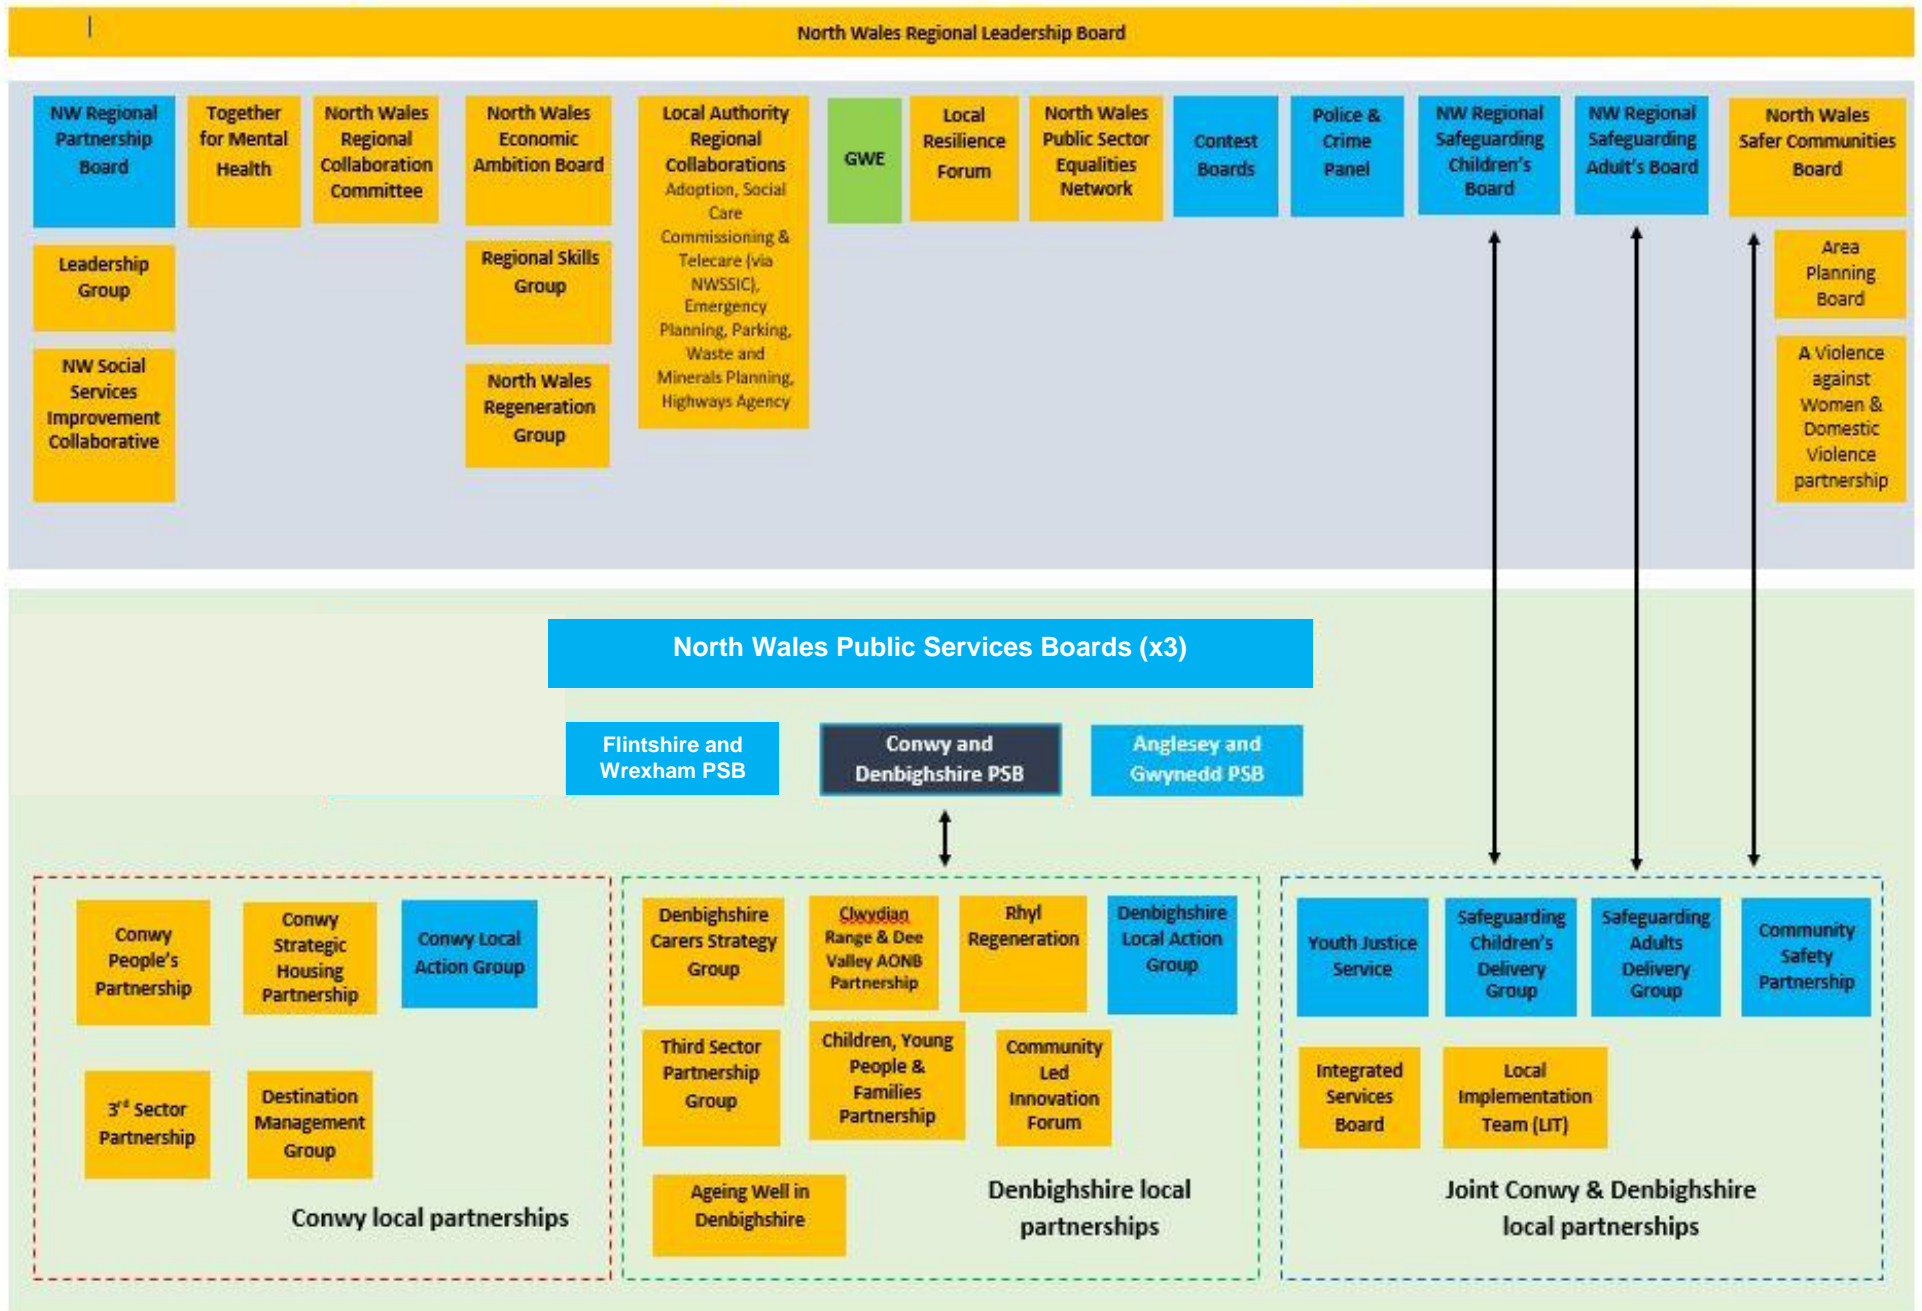 North Wales Regional Leadership Board
NW Regional
Partnership
Board
Together
for Mental
Health
North Wales
Regional
Collaboration
Committee
North Wales
Economic
Ambition Board
Local Authority
Regional
Collaborations
Adoption, Social
Care
Commissioning &
Telecare (via
NWSSIC),
Emergency
Planning, Parking,
Waste and
Minerals Planning,
Highways Agency
GWE
Local
Resilience
Forum
North Wales
Public Sector
Equalities
Network
Contest
Boards
Police &
Crime
Panel
NW Regional
Safeguarding
Children's
Board
NW Regional
Safeguarding
Aduit's Board
North Wales
Safer Communities
Board
Leadership
Group
NW Social
Services
Improvement
Collaborative
Regional Skills
Group
North Wales
Regeneration
Group
Area
Planning
Board
A Violence
against
Women &
Domestic
Violence
partnership
North Wales Public Services Boards (x3)
Flintshire and
Wrexham PSB
Conwy and
Denbighshire PSB
Anglesey and
Gwynedd PSB
Conwy
People's
Partnership
Conwy
Strategic
Housing
Partnership
Conwy Local
Action Group
3rd Sector
Partnership
Destination
Management
Group
Conwy local partnerships
Denbighshire
Carers Strategy
Group
Clwydian
Range & Dee
Valley AONB
Partnership
Rhyl
Regeneration
Denbighshire
Local Action
Group
Third Sector
Partnership
Group
Children, Young
People &
Families
Partnership
Community
Led
Innovation
Forum
Ageing Well in
Denbighshire
Denbighshire local
partnerships
Youth Justice
Service
Safeguarding
Children's
Delivery
Group
Safeguarding
Adults
Delivery
Group
Community
Safety
Partnership
Integrated
Services
Board
Local
Implementation
Team (LIT)
Joint Conwy & Denbighshire
local partnerships